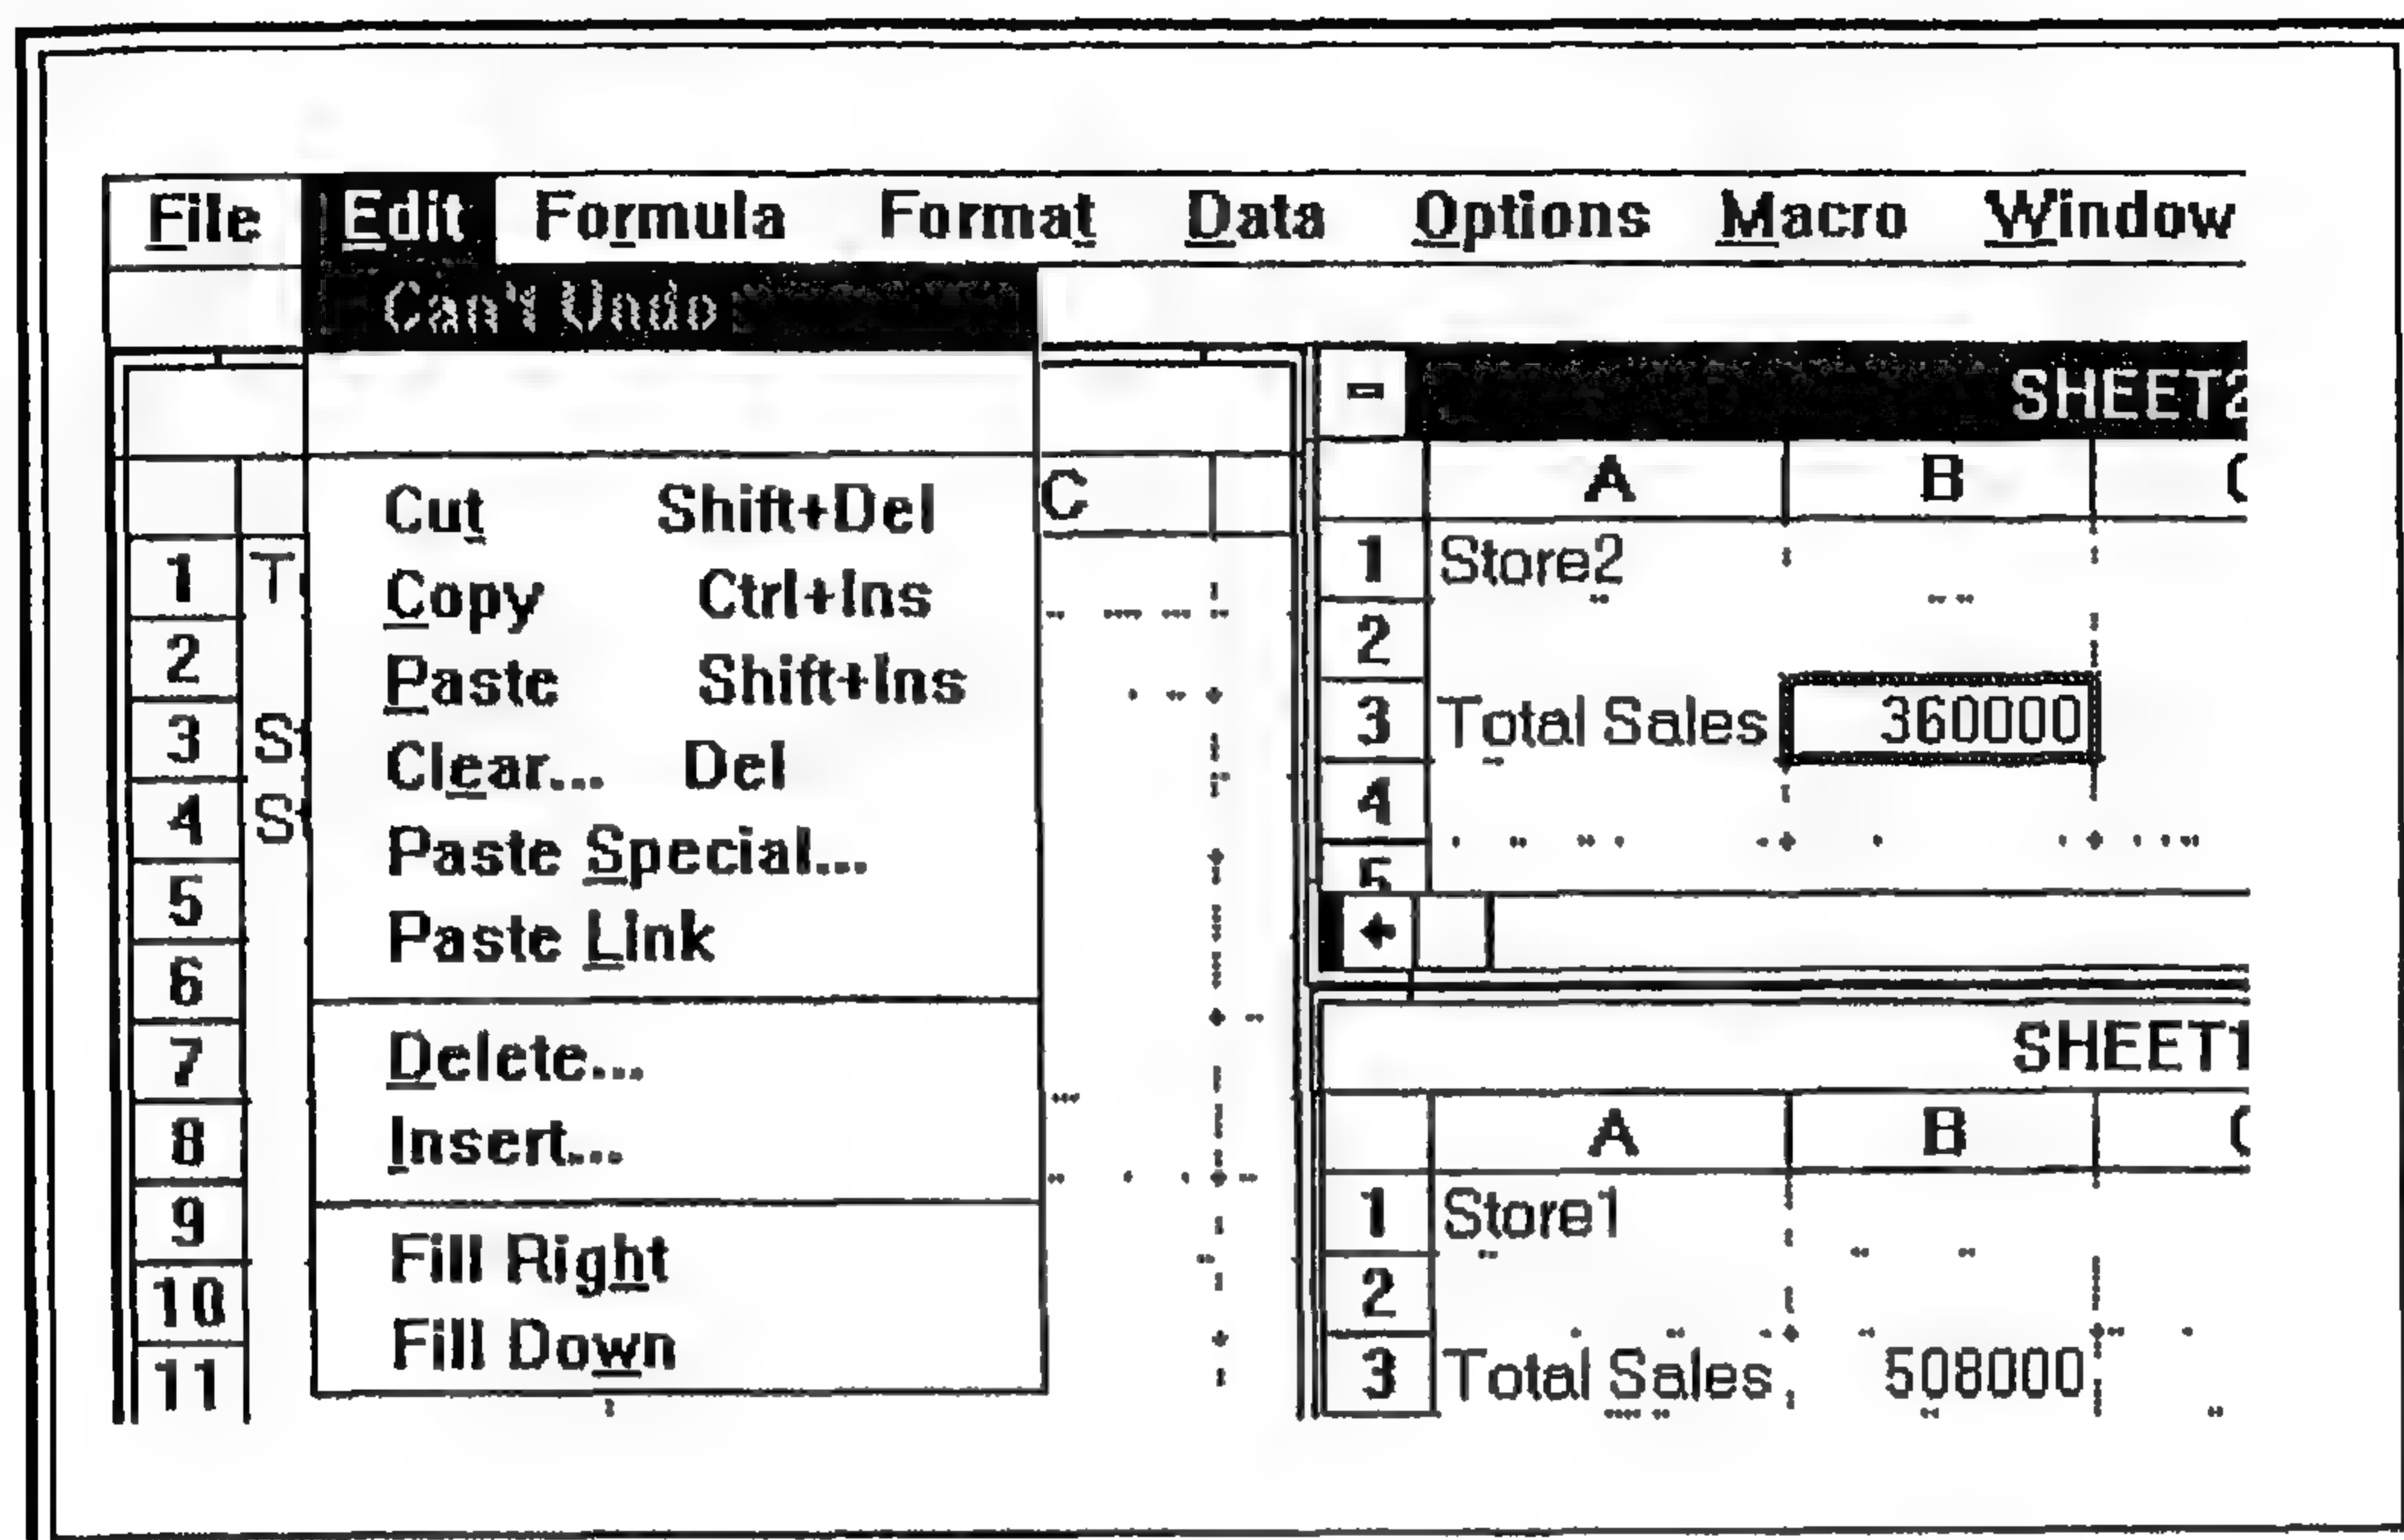 File Edit Formula Format Data Options Macro Window
Can't Undo
Cut Shift+Del
Copy Ctrl+Ins
Paste Shift+Ins
Clear... Del
Paste Special...
Paste Link
Delete...
Insert...
Fill Right
Fill Down
C
1 T
2
3 S
4 S
5
6
7
8
9
10
11
SHEET2
A B
1 Store2
2
3 Total Sales 360000
4
5
SHEET1
A B
1 Store1
2
3 Total Sales 508000